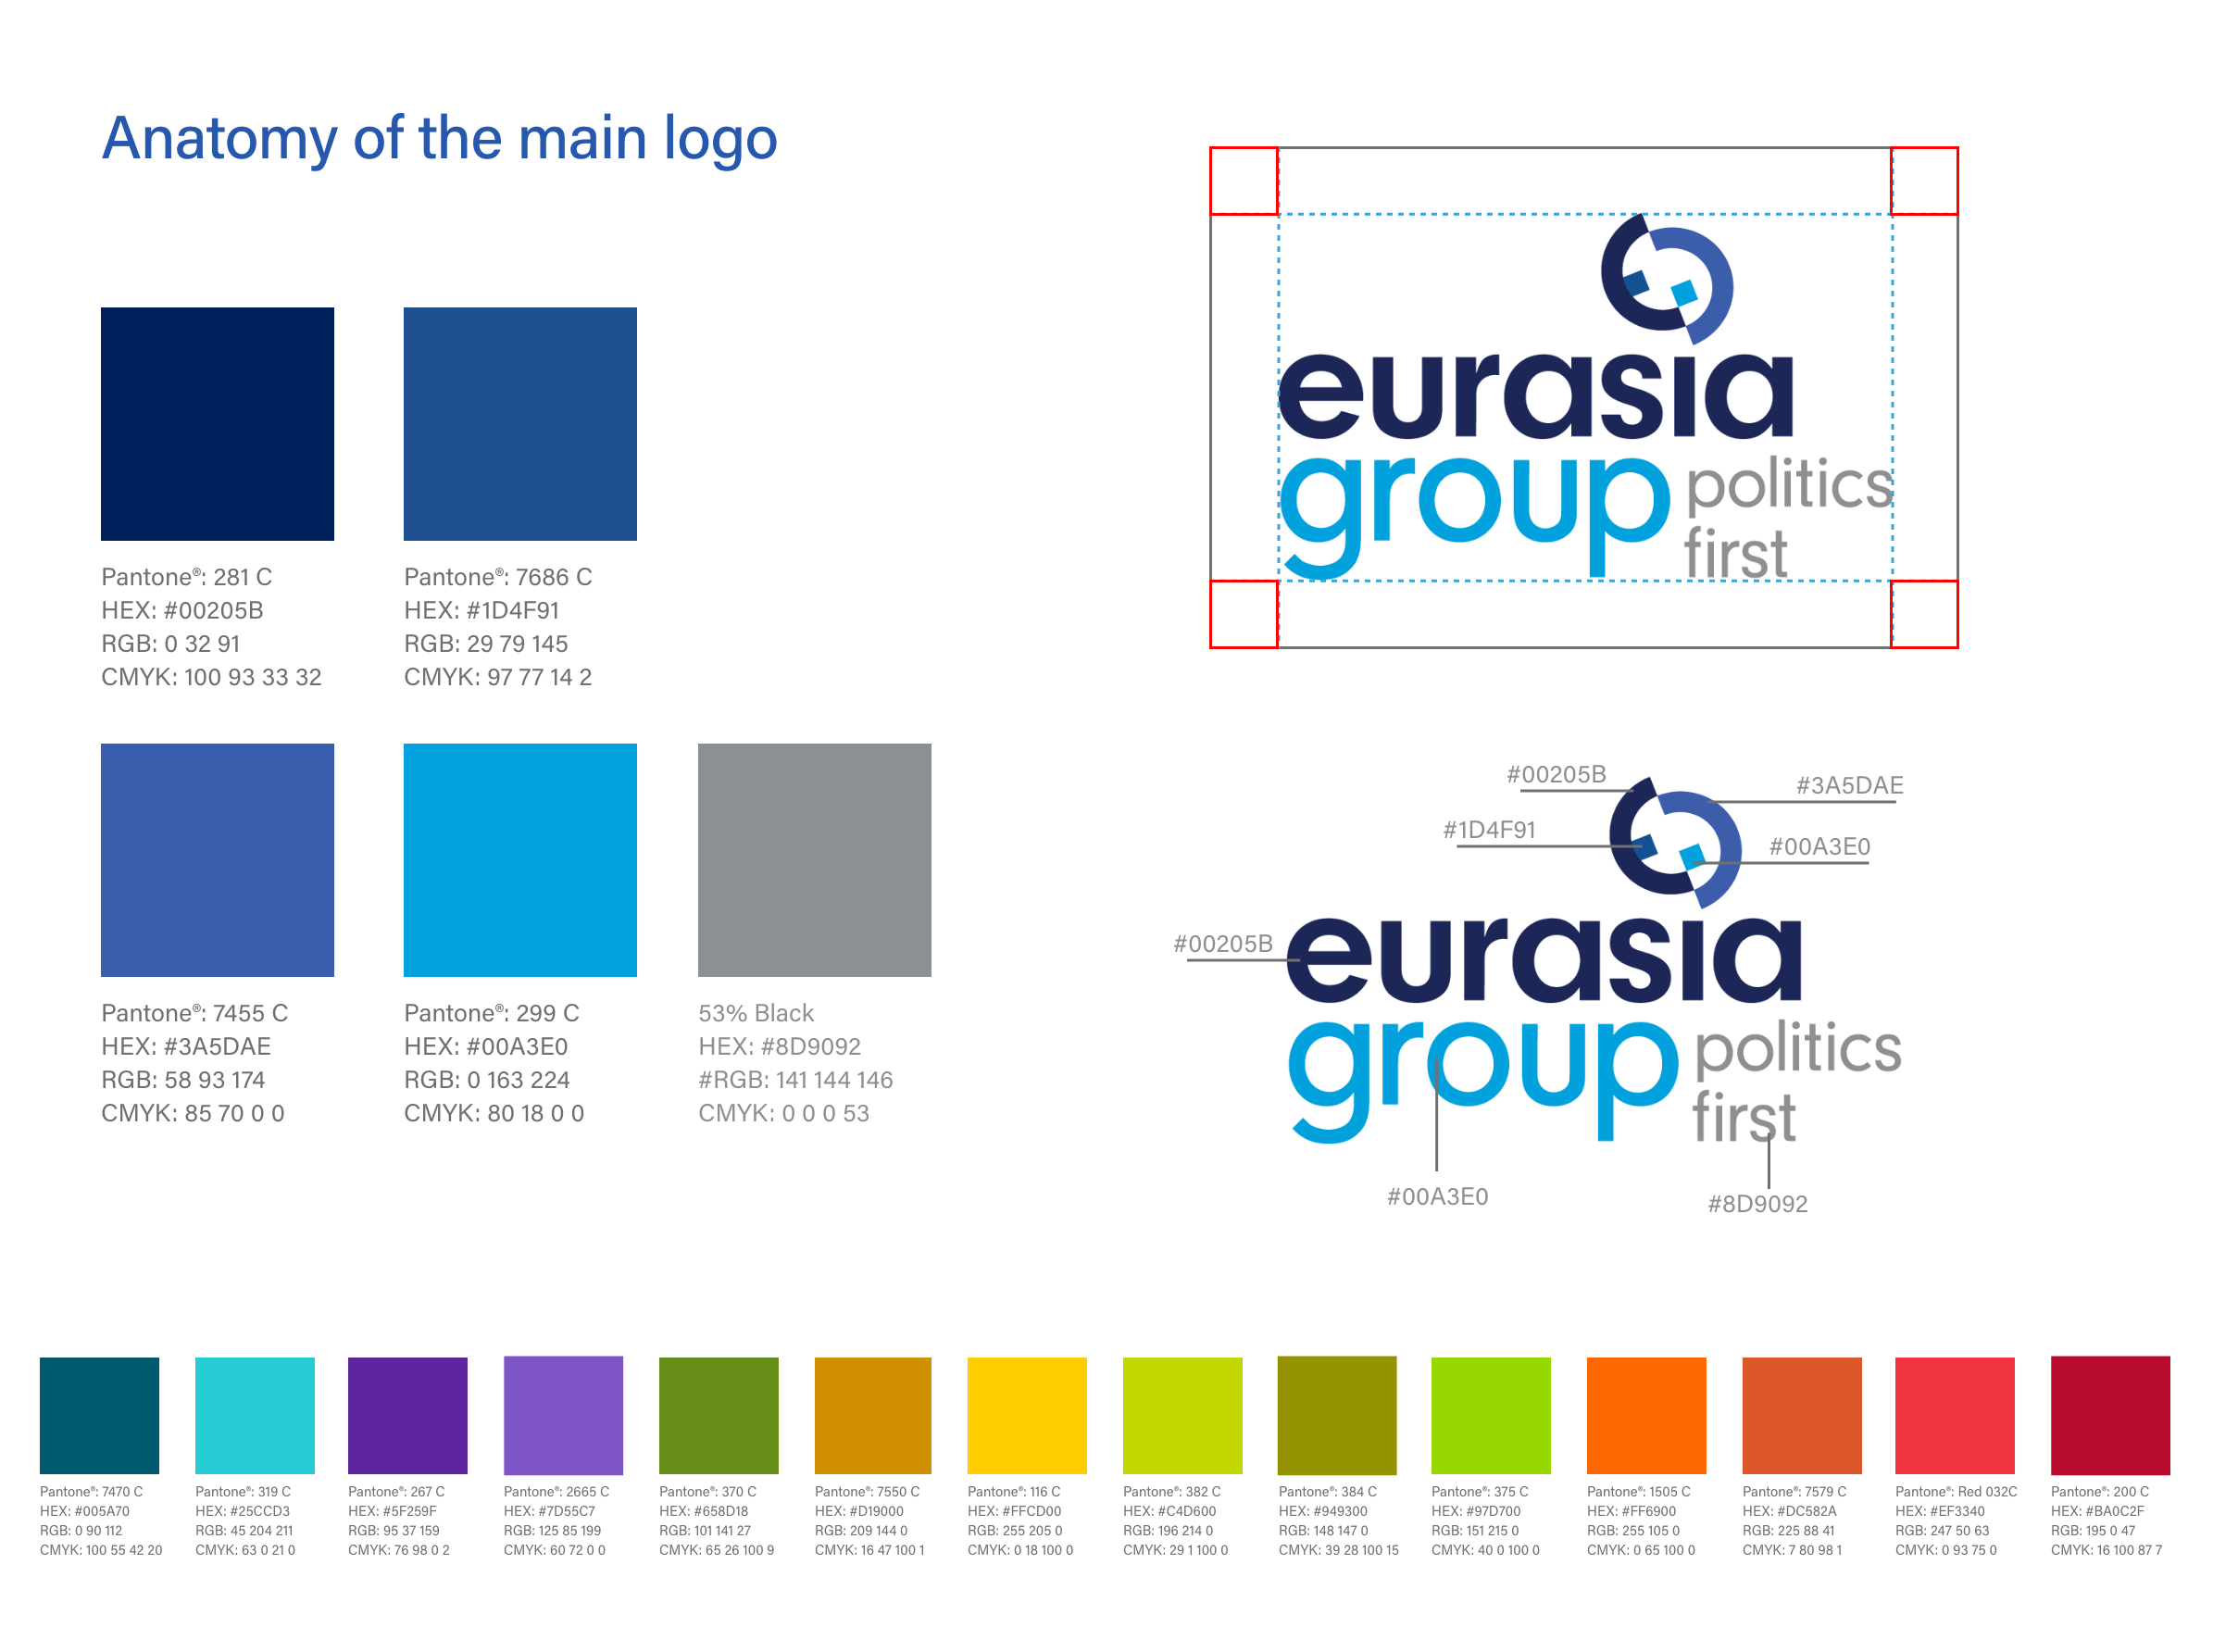 Anatomy of the main logo
Pantone®: 281 C
HEX: #00205B
RGB: 0 32 91
CMYK: 100 93 33 32
Pantone®: 7686 C
HEX: #1D4F91
RGB: 29 79 145
CMYK: 97 77 14 2
Pantone®: 7455 C
HEX: #3A5DAE
RGB: 58 93 174
CMYK: 85 70 0 0
Pantone®: 299 C
HEX: #00A3E0
RGB: 0 163 224
CMYK: 80 18 0 0
53% Black
HEX: #8D9092
#RGB: 141 144 146
CMYK: 0 0 0 53
eurasia
group
politics
first
#00205B
#3A5DAE
#1D4F91
#00A3E0
#00205B
eurasia
group
politics
first
#00A3E0
#8D9092
Pantone®: 7470 C
HEX: #005A70
RGB: 0 90 112
CMYK: 100 55 42 20
Pantone®: 319 C
HEX: #25CCD3
RGB: 45 204 211
CMYK: 63 0 21 0
Pantone®: 267 C
HEX: #5F259F
RGB: 95 37 159
CMYK: 76 98 0 2
Pantone®: 2665 C
HEX: #7D55C7
RGB: 125 85 199
CMYK: 60 72 0 0
Pantone®: 370 C
HEX: #658D18
RGB: 101 141 27
CMYK: 65 26 100 9
Pantone®: 7550 C
HEX: #D19000
RGB: 209 144 0
CMYK: 16 47 100 1
Pantone®: 116 C
HEX: #FFCD00
RGB: 255 205 0
CMYK: 0 18 100 0
Pantone®: 382 C
HEX: #C4D600
RGB: 196 214 0
CMYK: 29 1 100 0
Pantone®: 384 C
HEX: #949300
RGB: 148 147 0
CMYK: 39 28 100 15
Pantone®: 375 C
HEX: #97D700
RGB: 151 215 0
CMYK: 40 0 100 0
Pantone®: 1505 C
HEX: #FF6900
RGB: 255 105 0
CMYK: 0 65 100 0
Pantone®: 7579 C
HEX: #DC582A
RGB: 225 88 41
CMYK: 7 80 98 1
Pantone®: Red 032C
HEX: #EF3340
RGB: 247 50 63
CMYK: 0 93 75 0
Pantone®: 200 C
HEX: #BA0C2F
RGB: 195 0 47
CMYK: 16 100 87 7